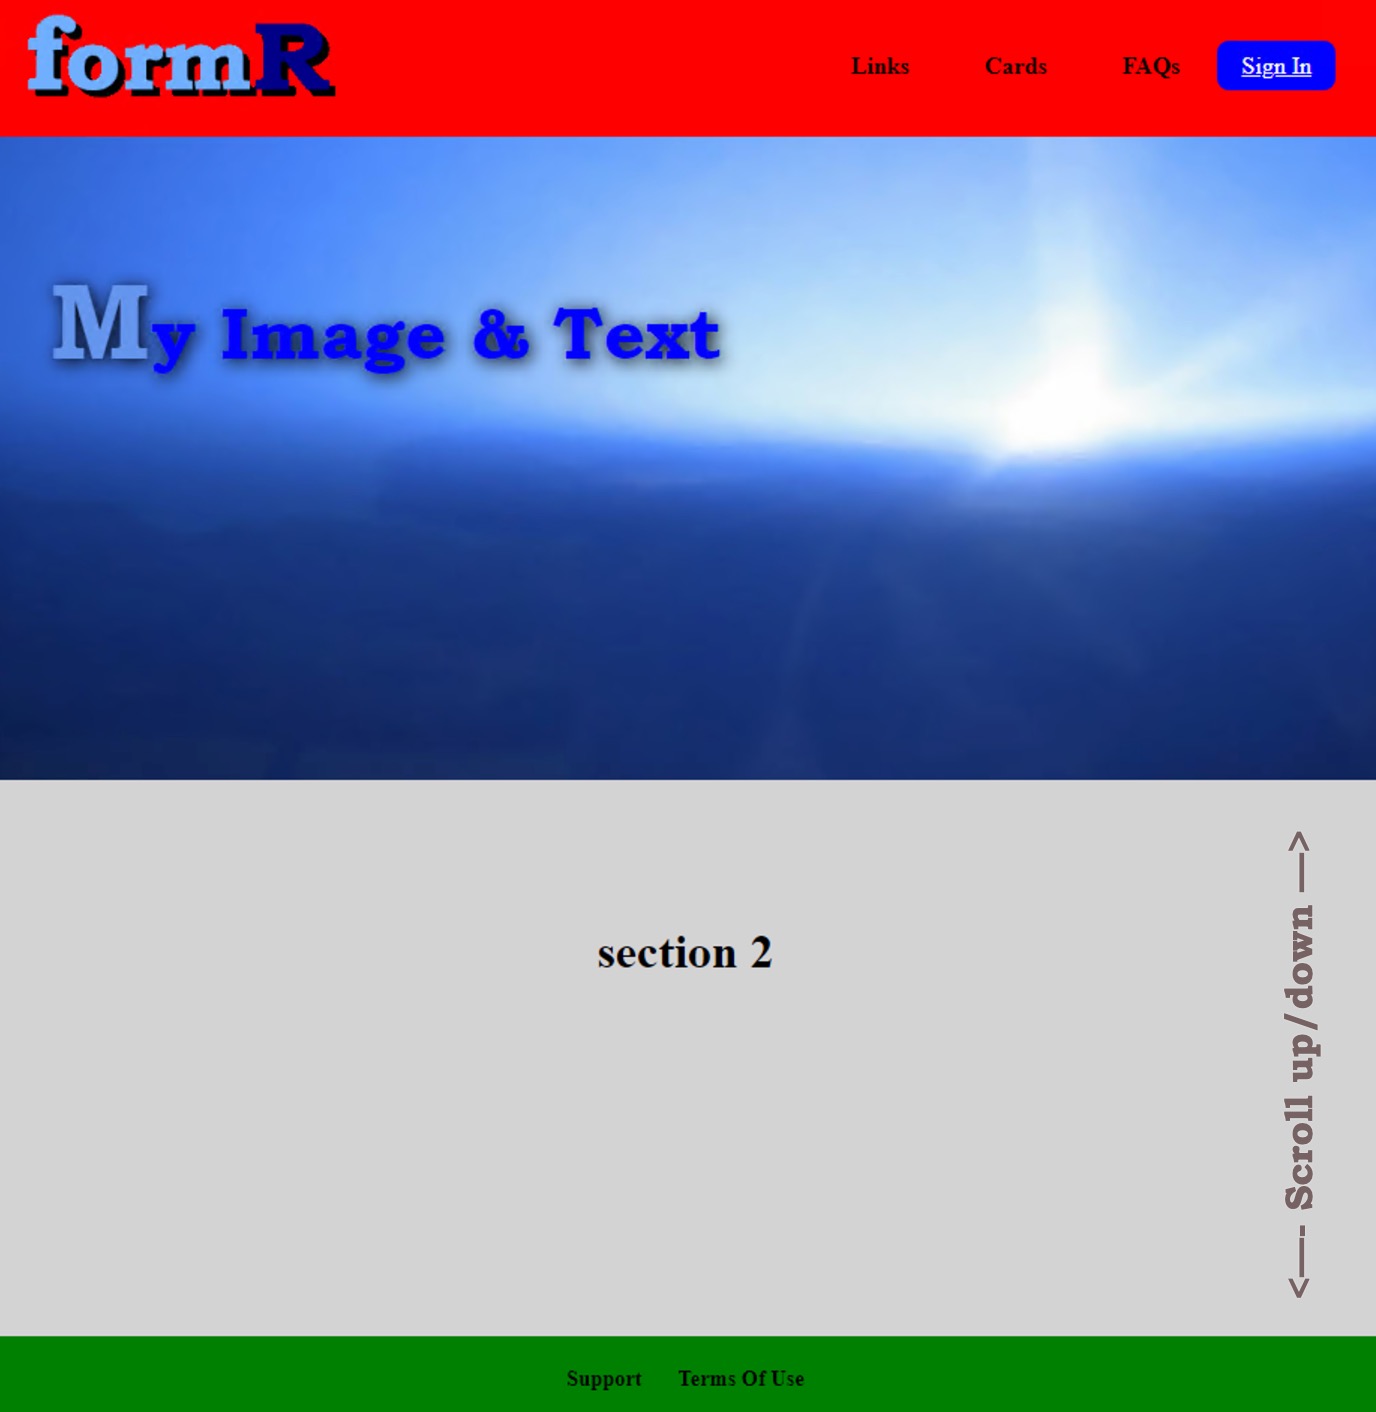 formR
Links Cards FAQs Sign In
My Image & Text
section 2
<—- Scroll up/down —>
Support Terms Of Use